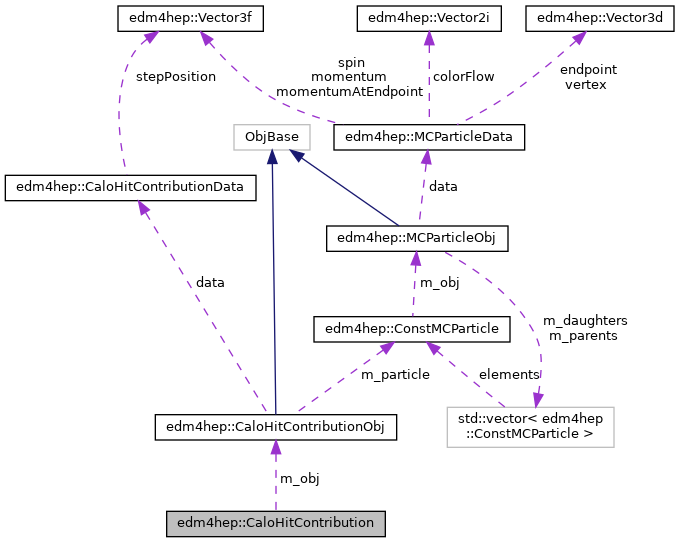 edm4hep::Vector3f
edm4hep::Vector2i
edm4hep::Vector3d
spin
momentum
momentumAtEndpoint
stepPosition
colorFlow
endpoint
vertex
ObjBase
edm4hep::MCParticleData
edm4hep::CaloHitContributionData
data
edm4hep::MCParticleObj
data
m_obj
m_daughters
m_parents
edm4hep::ConstMCParticle
m_particle
elements
edm4hep::CaloHitContributionObj
std::vector< edm4hep
::ConstMCParticle >
m_obj
edm4hep::CaloHitContribution